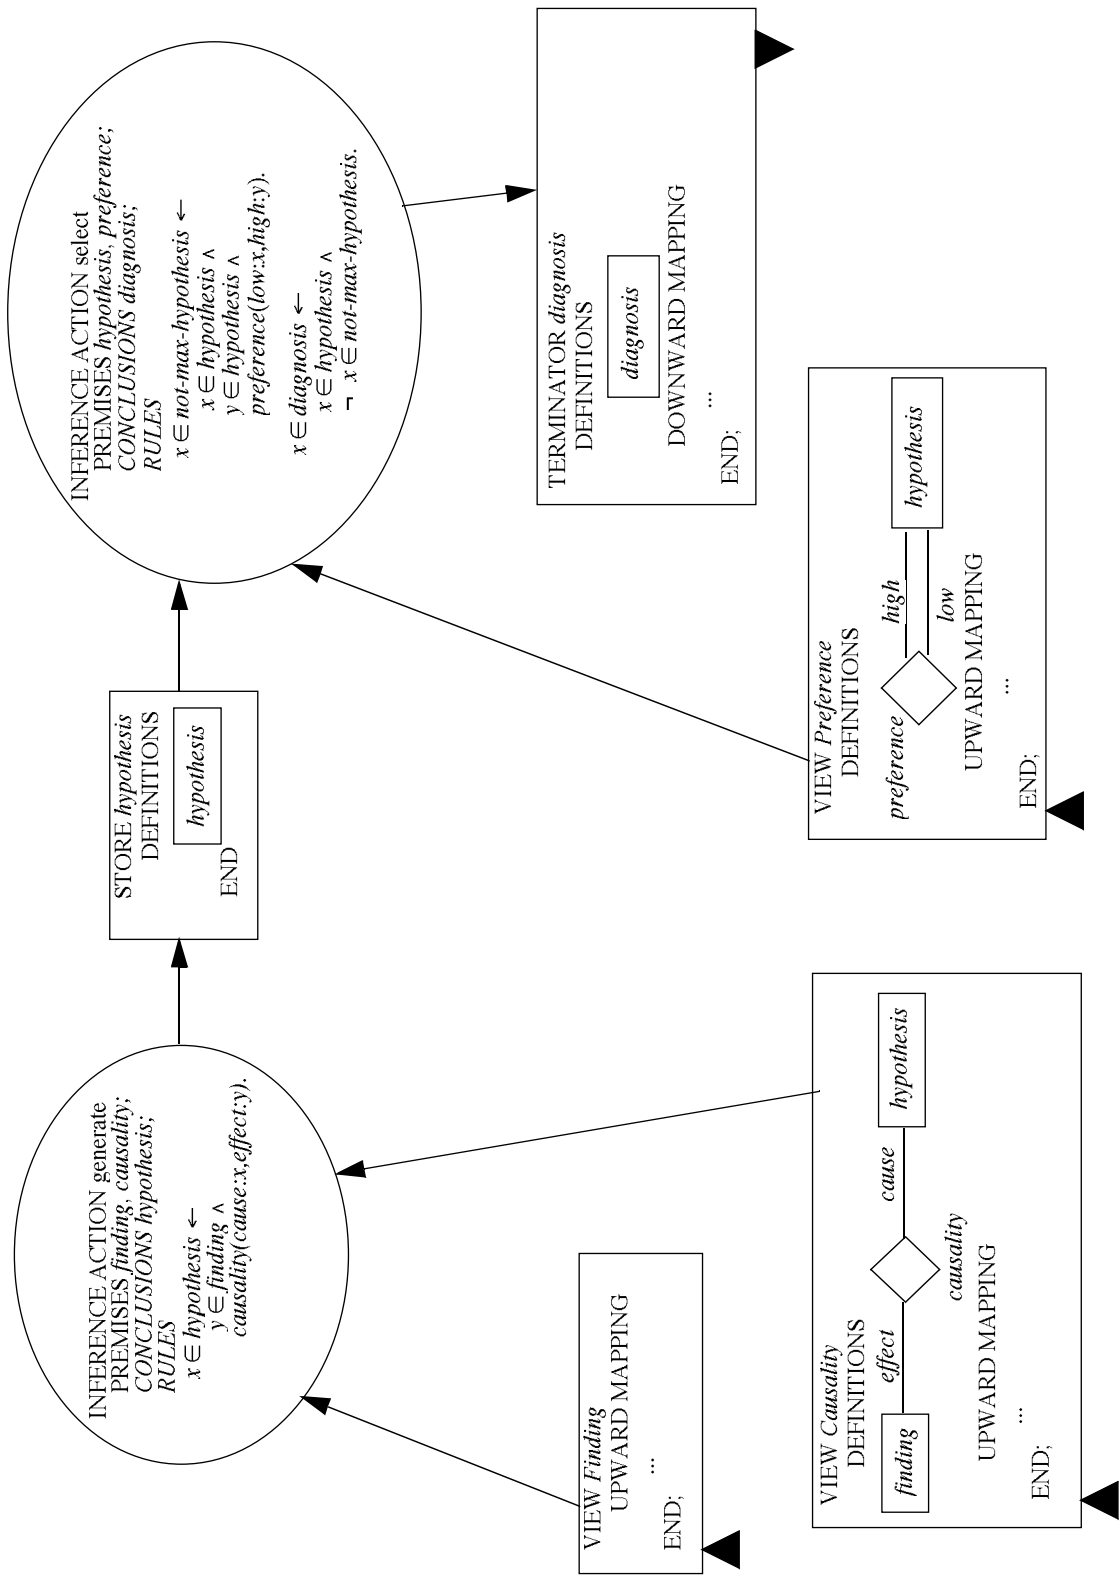 INFERENCE ACTION generate
PREMISES finding, causality;
CONCLUSIONS hypothesis;
RULES
x ∈ hypothesis ←
y ∈ finding ∧
causality(cause:x,effect:y).
STORE hypothesis
DEFINITIONS
hypothesis
END
INFERENCE ACTION select
PREMISES hypothesis, preference;
CONCLUSIONS diagnosis;
RULES
x ∈ not-max-hypothesis ←
x ∈ hypothesis ∧
y ∈ hypothesis ∧
preference(low:x,high:y).
x ∈ diagnosis ←
x ∈ hypothesis ∧
¬ x ∈ not-max-hypothesis.
VIEW Finding
UPWARD MAPPING
...
END;
TERMINATOR diagnosis
DEFINITIONS
diagnosis
DOWNWARD MAPPING
...
END;
VIEW Causality
DEFINITIONS
finding
effect
causality
cause
hypothesis
UPWARD MAPPING
...
END;
VIEW Preference
DEFINITIONS
preference
high
low
hypothesis
UPWARD MAPPING
...
END;